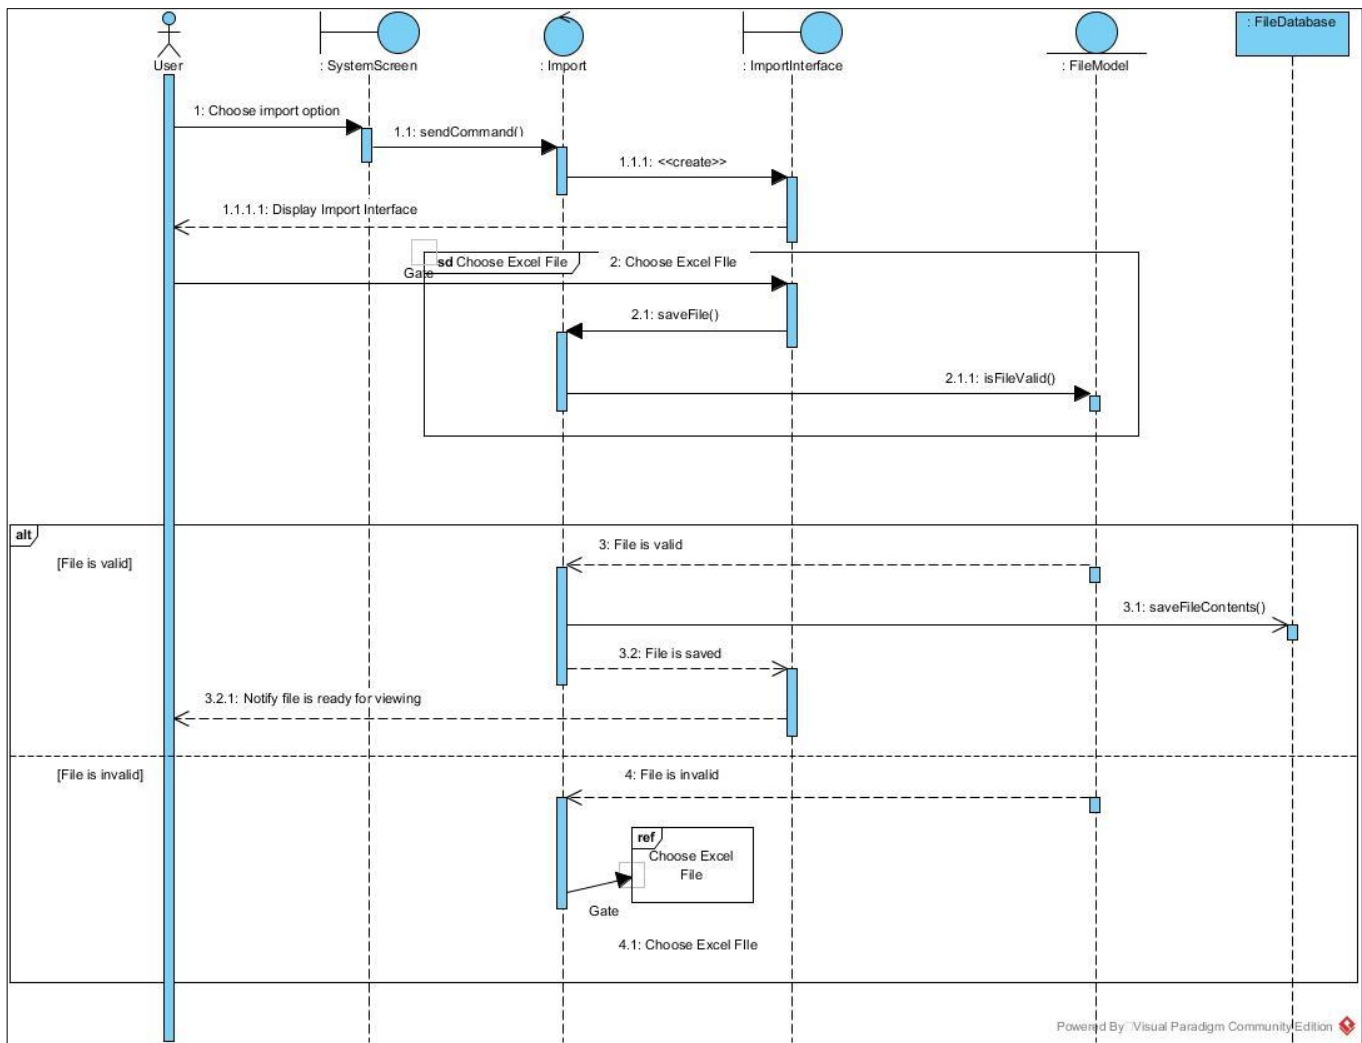 User
: SystemScreen
: Import
: ImportInterface
: FileModel
: FileDatabase
1: Choose import option
1.1: sendCommand()
1.1.1: <<create>>
1.1.1.1: Display Import Interface
Gate
sd Choose Excel File
2: Choose Excel FIle
2.1: saveFile()
2.1.1: isFileValid()
alt
[File is valid]
3: File is valid
3.1: saveFileContents()
3.2: File is saved
3.2.1: Notify file is ready for viewing
[File is invalid]
4: File is invalid
ref
Choose Excel
File
Gate
4.1: Choose Excel FIle
Powered By Visual Paradigm Community Edition